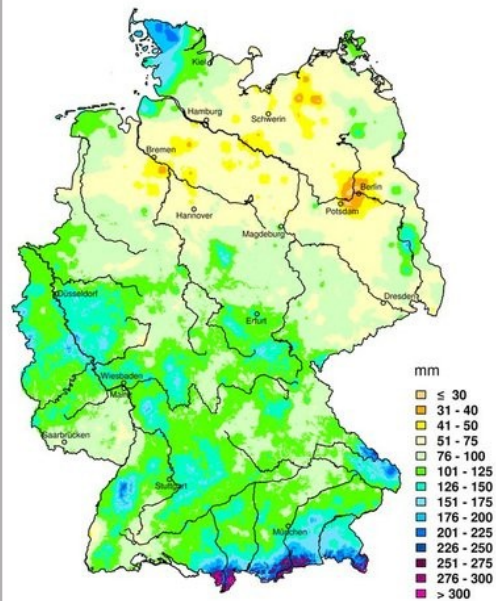 Kiel
Hamburg
Schwerin
Bremen
Berlin
Hannover
Potsdam
Magdeburg
Düsseldorf
Dresden
Erfurt
Wiesbaden
Mainz
Saarbrücken
Stuttgart
München
mm
≤ 30
31 - 40
41 - 50
51 - 75
76 - 100
101 - 125
126 - 150
151 - 175
176 - 200
201 - 225
226 - 250
251 - 275
276 - 300
> 300